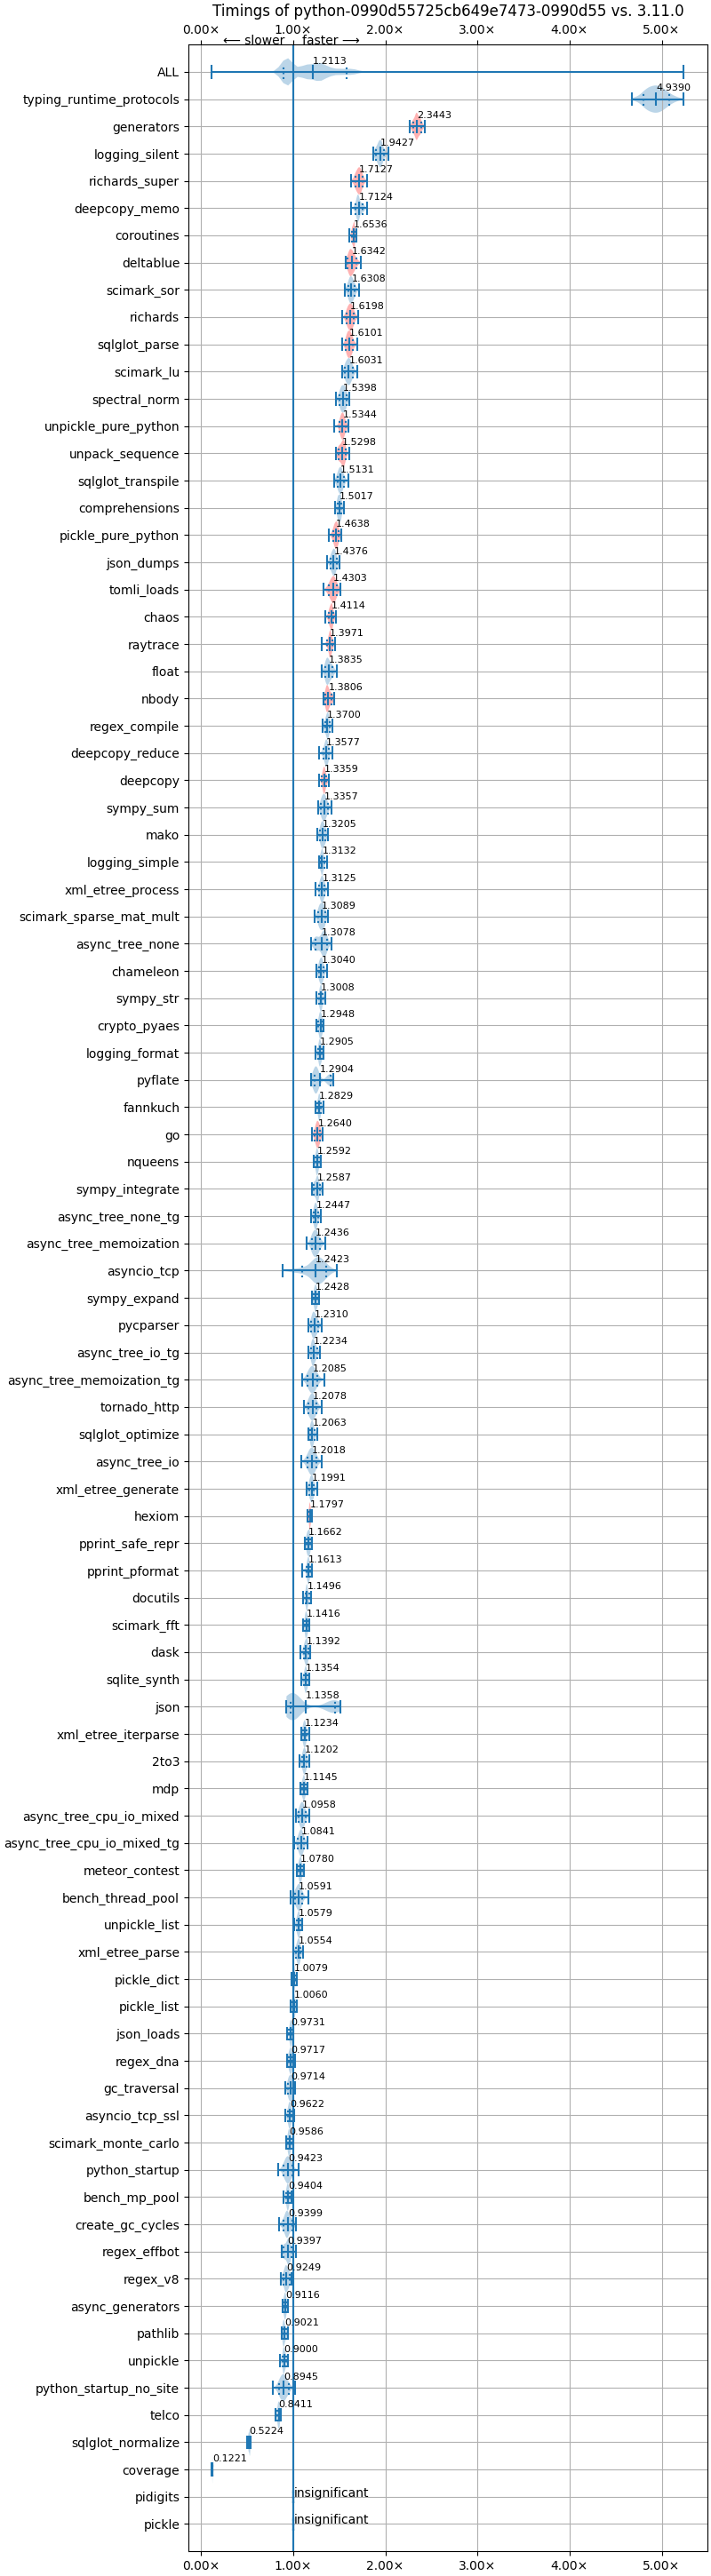 Timings of python-0990d55725cb649e7473-0990d55 vs. 3.11.0
0.00× 1.00× 2.00× 3.00× 4.00× 5.00×
⟵ slower faster ⟶
ALL 1.2113
typing_runtime_protocols 4.9390
generators 2.3443
logging_silent 1.9427
richards_super 1.7127
deepcopy_memo 1.7124
coroutines 1.6536
deltablue 1.6342
scimark_sor 1.6308
richards 1.6198
sqlglot_parse 1.6101
scimark_lu 1.6031
spectral_norm 1.5398
unpickle_pure_python 1.5344
unpack_sequence 1.5298
sqlglot_transpile 1.5131
comprehensions 1.5017
pickle_pure_python 1.4638
json_dumps 1.4376
tomli_loads 1.4303
chaos 1.4114
raytrace 1.3971
float 1.3835
nbody 1.3806
regex_compile 1.3700
deepcopy_reduce 1.3577
deepcopy 1.3359
sympy_sum 1.3357
mako 1.3205
logging_simple 1.3132
xml_etree_process 1.3125
scimark_sparse_mat_mult 1.3089
async_tree_none 1.3078
chameleon 1.3040
sympy_str 1.3008
crypto_pyaes 1.2948
logging_format 1.2905
pyflate 1.2904
fannkuch 1.2829
go 1.2640
nqueens 1.2592
sympy_integrate 1.2587
async_tree_none_tg 1.2447
async_tree_memoization 1.2436
asyncio_tcp 1.2423
sympy_expand 1.2428
pycparser 1.2310
async_tree_io_tg 1.2234
async_tree_memoization_tg 1.2085
tornado_http 1.2078
sqlglot_optimize 1.2063
async_tree_io 1.2018
xml_etree_generate 1.1991
hexiom 1.1797
pprint_safe_repr 1.1662
pprint_pformat 1.1613
docutils 1.1496
scimark_fft 1.1416
dask 1.1392
sqlite_synth 1.1354
json 1.1358
xml_etree_iterparse 1.1234
2to3 1.1202
mdp 1.1145
async_tree_cpu_io_mixed 1.0958
async_tree_cpu_io_mixed_tg 1.0841
meteor_contest 1.0780
bench_thread_pool 1.0591
unpickle_list 1.0579
xml_etree_parse 1.0554
pickle_dict 1.0079
pickle_list 1.0060
json_loads 0.9731
regex_dna 0.9717
gc_traversal 0.9714
asyncio_tcp_ssl 0.9622
scimark_monte_carlo 0.9586
python_startup 0.9423
bench_mp_pool 0.9404
create_gc_cycles 0.9399
regex_effbot 0.9397
regex_v8 0.9249
async_generators 0.9116
pathlib 0.9021
unpickle 0.9000
python_startup_no_site 0.8945
telco 0.8411
sqlglot_normalize 0.5224
coverage 0.1221
pidigits insignificant
pickle insignificant
0.00× 1.00× 2.00× 3.00× 4.00× 5.00×